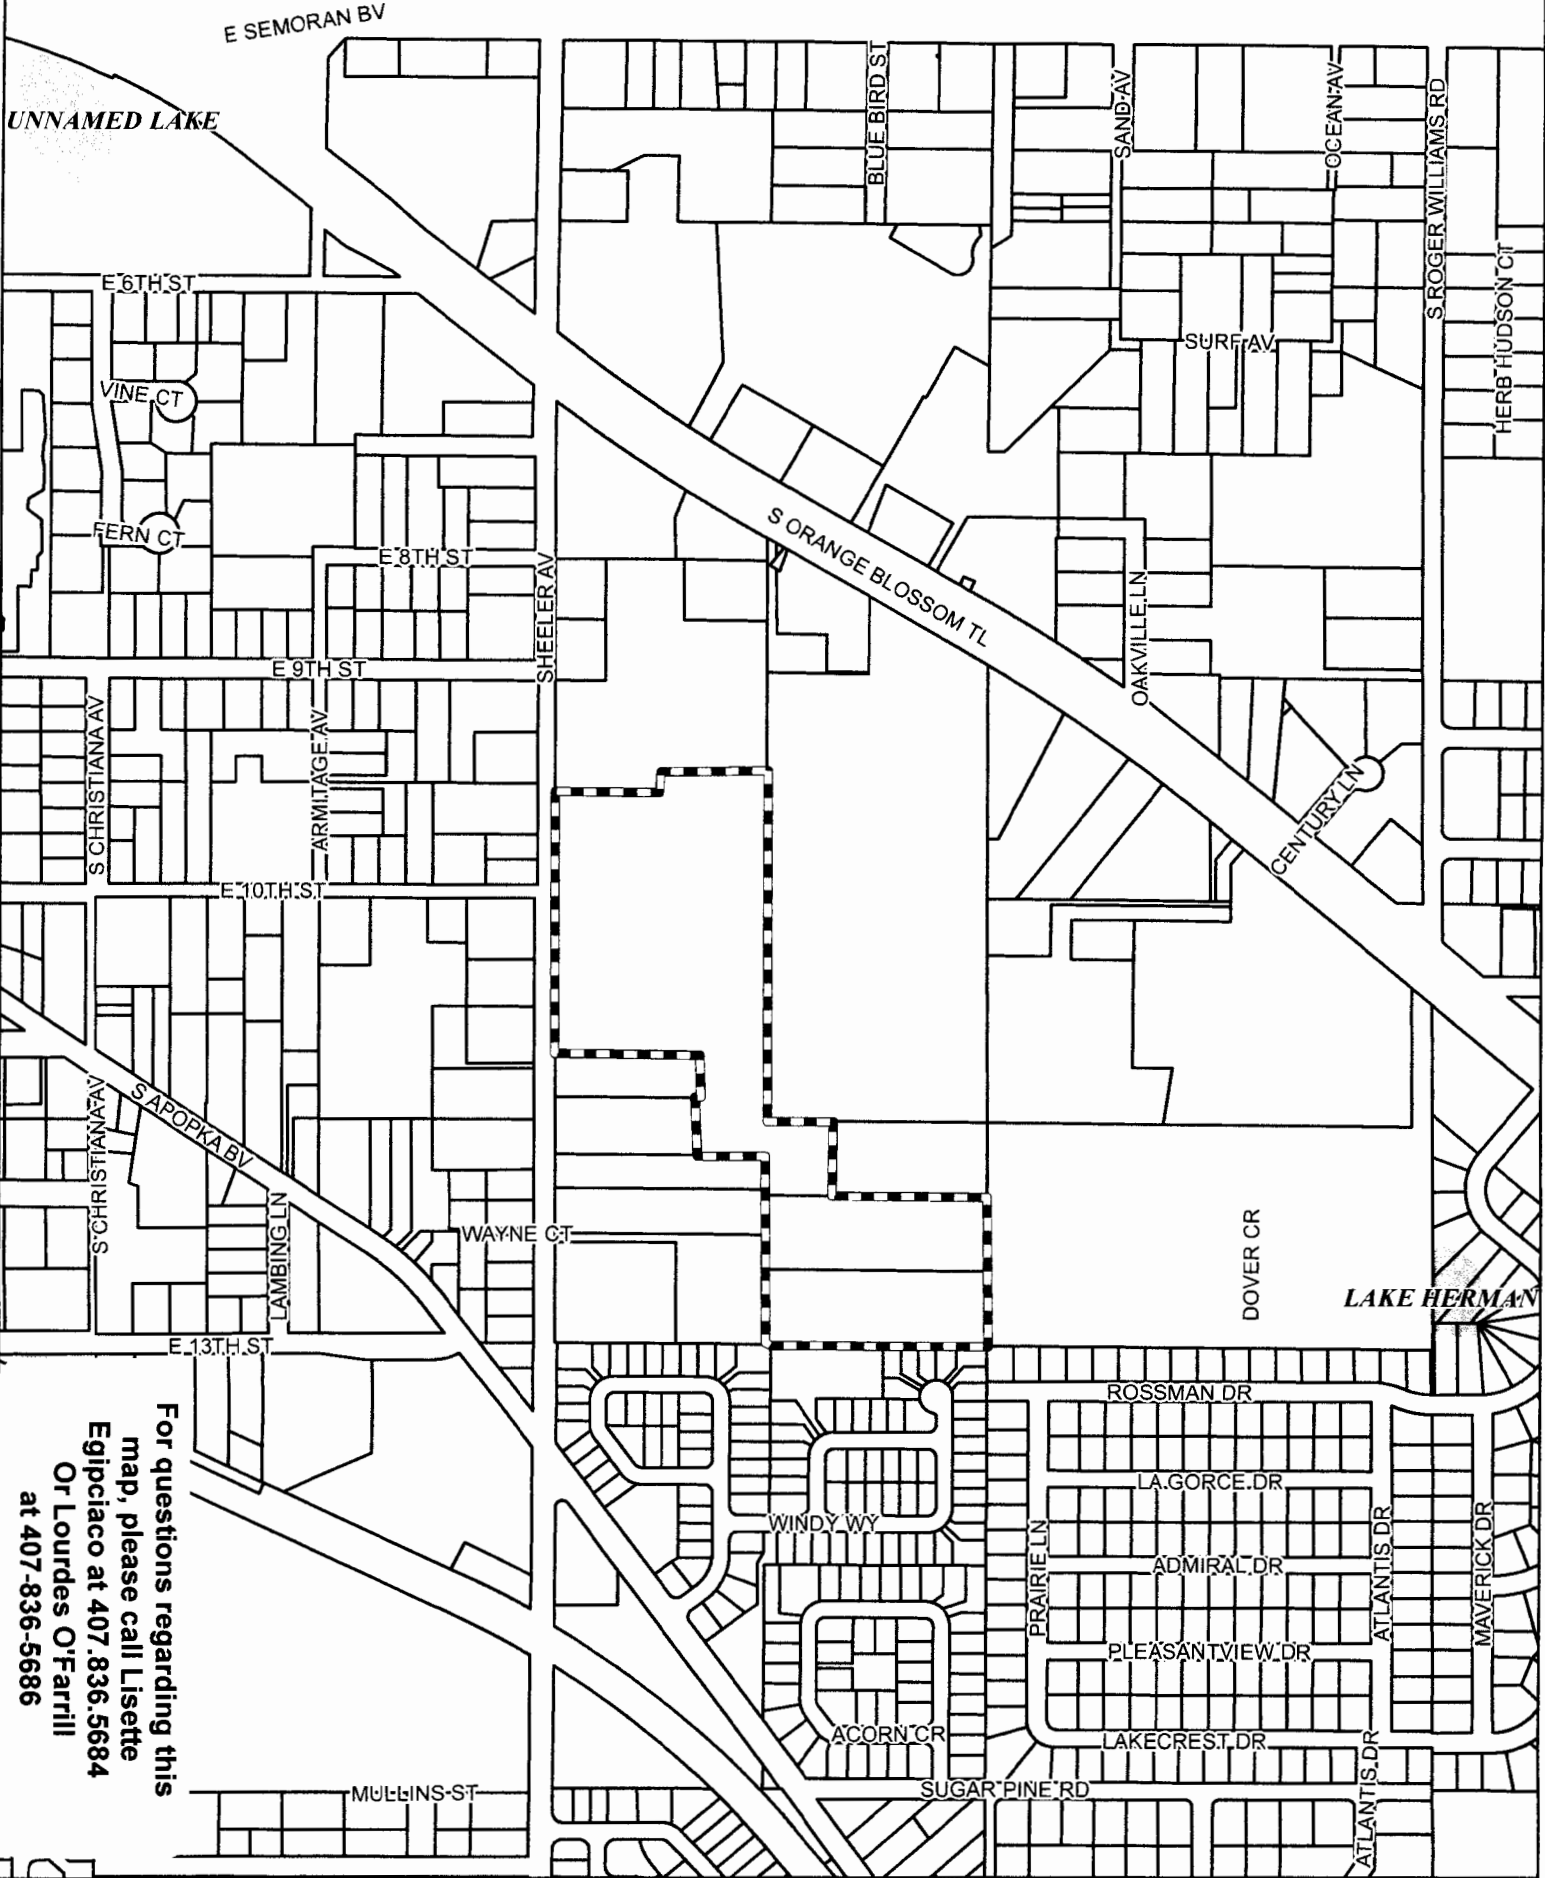 E SEMORAN BV
UNNAMED LAKE
BLUE BIRD ST
SAND AV
OCEAN AV
S ROGER WILLIAMS RD
HERB HUDSON CT
E 6TH ST
SURF AV
VINE CT
FERN CT
E 8TH ST
SHEELER AV
S ORANGE BLOSSOM TL
OAKVILLE LN
E 9TH ST
S CHRISTIANA AV
ARMITAGE AV
CENTURY LN
E 10TH ST
S CHRISTIANA AV
S APOPKA BV
LAMBING LN
WAYNE CT
DOVER CR
LAKE HERMAN
E 13TH ST
ROSSMAN DR
LA GORCE DR
WINDY WY
PRAIRIE LN
ADMIRAL DR
ATLANTIS DR
MAVERICK DR
PLEASANTVIEW DR
ACORN CR
LAKECREST DR
ATLANTIS DR
SUGAR PINE RD
MULLINS ST
For questions regarding this
map, please call Lisette
Egipciaco at 407.836.5684
Or Lourdes O'Farrill
at 407-836-5686